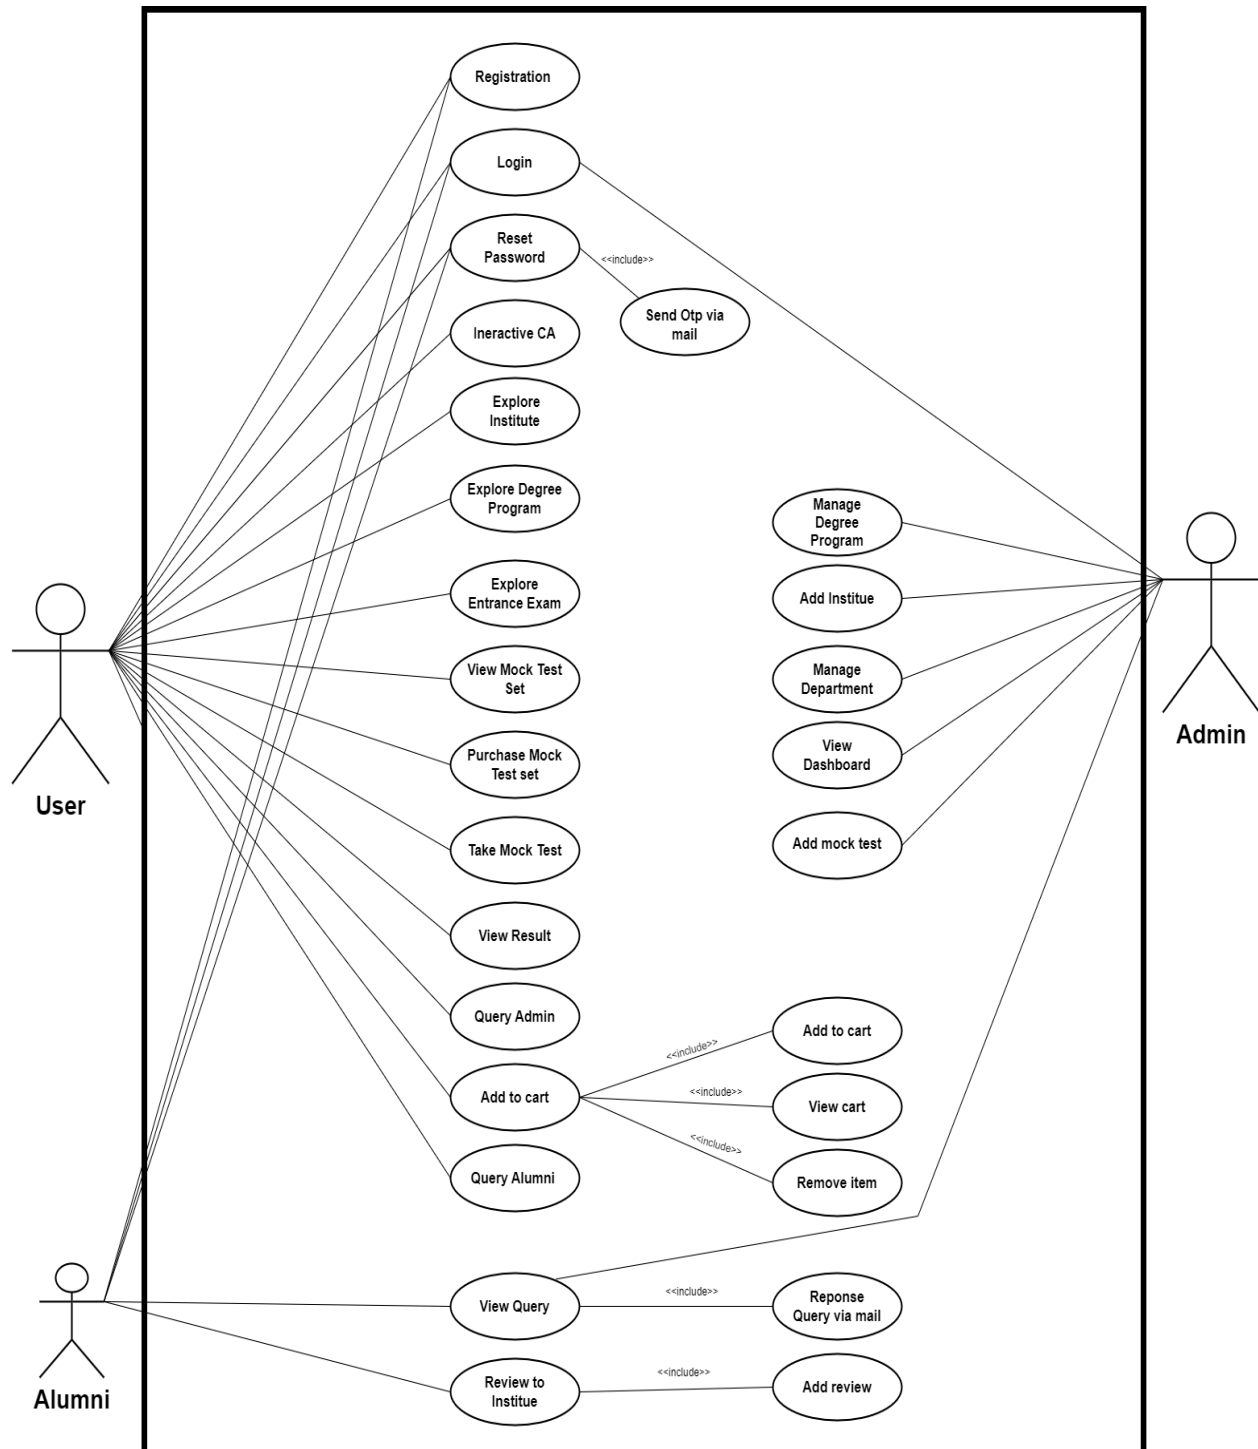 Registration
Login
Reset
Password
<<include>>
Send Otp via
mail
Ineractive CA
Explore
Institute
Explore Degree
Program
Manage
Degree
Program
Explore
Entrance Exam
Add Institue
View Mock Test
Set
Manage
Department
Admin
Purchase Mock
Test set
View
Dashboard
User
Take Mock Test
Add mock test
View Result
Query Admin
Add to cart
<<include>>
Add to cart
<<include>>
View cart
<<include>>
Remove item
Query Alumni
View Query
<<include>>
Reponse
Query via mail
Alumni
Review to
Institue
<<include>>
Add review